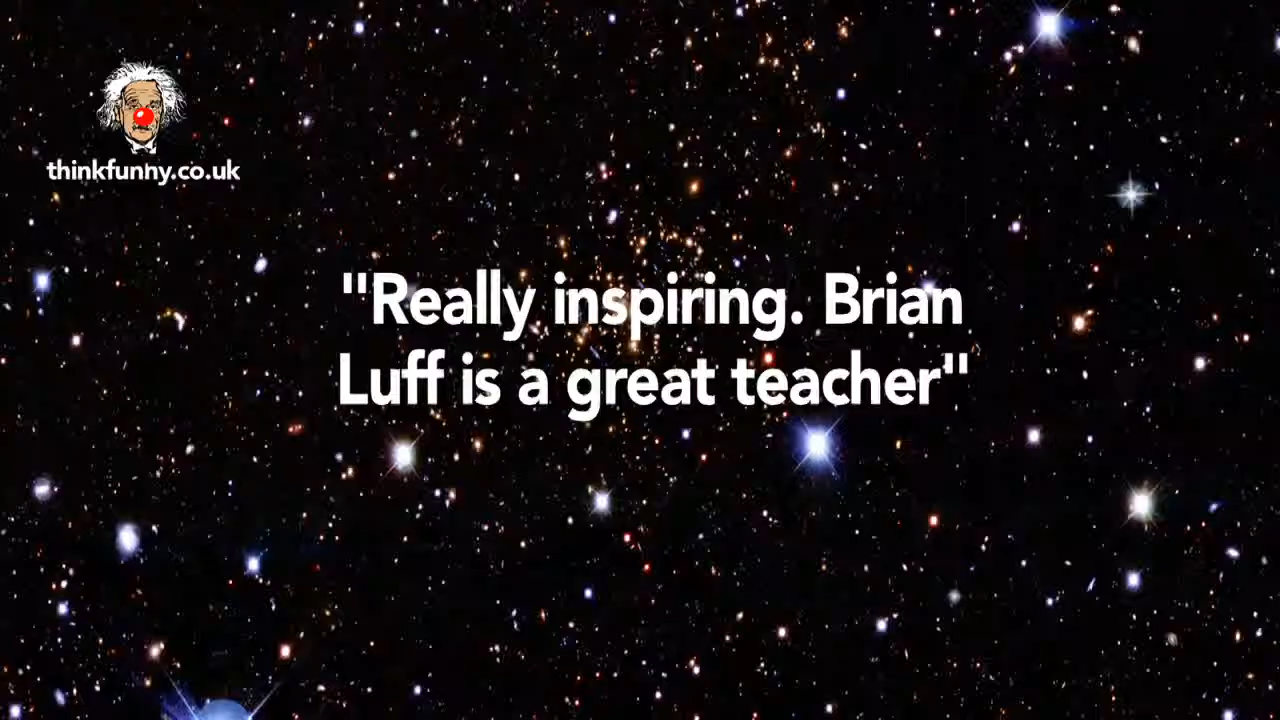 thinkfunny.co.uk
"Really inspiring. Brian
Luff is a great teacher"